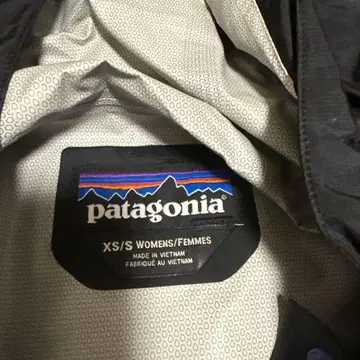 patagonia
XS/S WOMENS/FEMMES
MADE IN VIETNAM
FABRIQUÉ AU VIETNAM